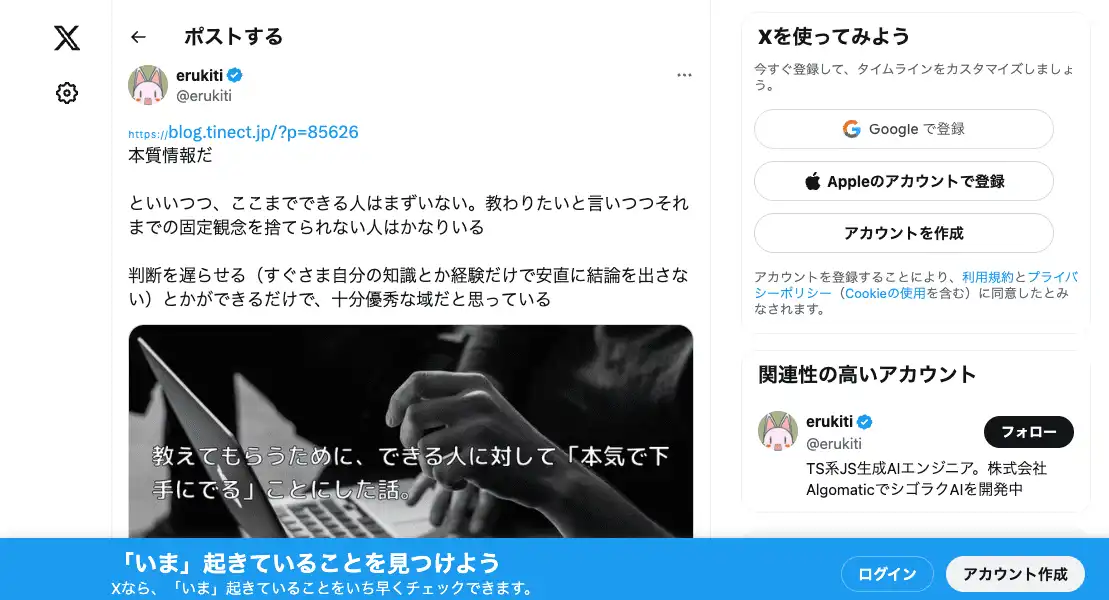 ポストする
erukiti
@erukiti
https://blog.tinect.jp/?p=85626
本質情報だ
といいつつ、ここまでできる人はまずいない。教わりたいと言いつつそれ
までの固定観念を捨てられない人はかなりいる
判断を遅らせる（すぐさま自分の知識とか経験だけで安直に結論を出さな
い）とかができるだけで、十分優秀な域だと思っている
教えてもらうために、できる人に対して「本気で下
手にでる」ことにした話。
Xを使ってみよう
今すぐ登録して、タイムラインをカスタマイズしましょ
う。
Google で登録
Appleのアカウントで登録
アカウントを作成
アカウントを登録することにより、利用規約とプライバ
シーポリシー（Cookieの使用を含む）に同意したとみ
なされます。
関連性の高いアカウント
erukiti
@erukiti
フォロー
TS系JS生成AIエンジニア。株式会社
AlgomaticでシゴラクAIを開発中
「いま」起きていることを見つけよう
Xなら、「いま」起きていることをいち早くチェックできます。
ログイン
アカウント作成